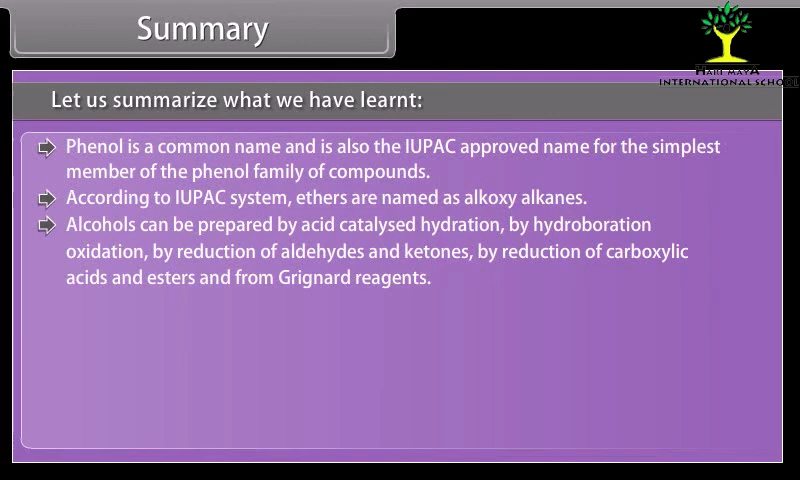 Summary
HARI MAYA
INTERNATIONAL SCHOOL
Let us summarize what we have learnt:
Phenol is a common name and is also the IUPAC approved name for the simplest
member of the phenol family of compounds.
According to IUPAC system, ethers are named as alkoxy alkanes.
Alcohols can be prepared by acid catalysed hydration, by hydroboration
oxidation, by reduction of aldehydes and ketones, by reduction of carboxylic
acids and esters and from Grignard reagents.